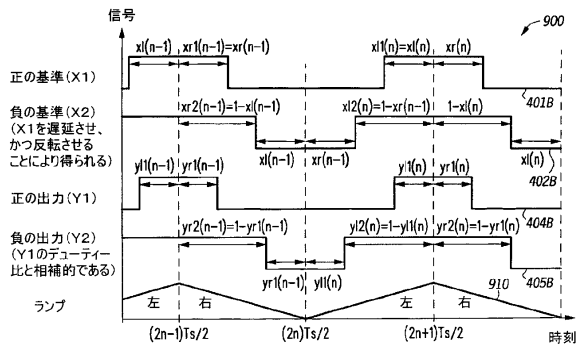 信号
900
xl(n-1)
xr1(n-1)=xr(n-1)
xl1(n)=xl(n)
xr(n)
正の基準(X1)
401B
xr2(n-1)=1-xl(n-1)
xl2(n)=1-xr(n-1)
1-xl(n)
負の基準(X2)
(X1を遅延させ、
かつ反転させる
ことにより得られる)
xl(n-1)
xr(n-1)
xl(n)
402B
yl1(n-1)
yr1(n-1)
yl1(n)
yr1(n)
正の出力(Y1)
404B
yr2(n-1)=1-yr1(n-1)
yl2(n)=1-yl1(n)
yr2(n)=1-yr1(n)
負の出力(Y2)
(Y1のデューティー
比と相補的である)
yr1(n-1)
yl1(n)
405B
ランプ
左
右
左
右
910
(2n-1)Ts/2
(2n)Ts/2
(2n+1)Ts/2
時刻